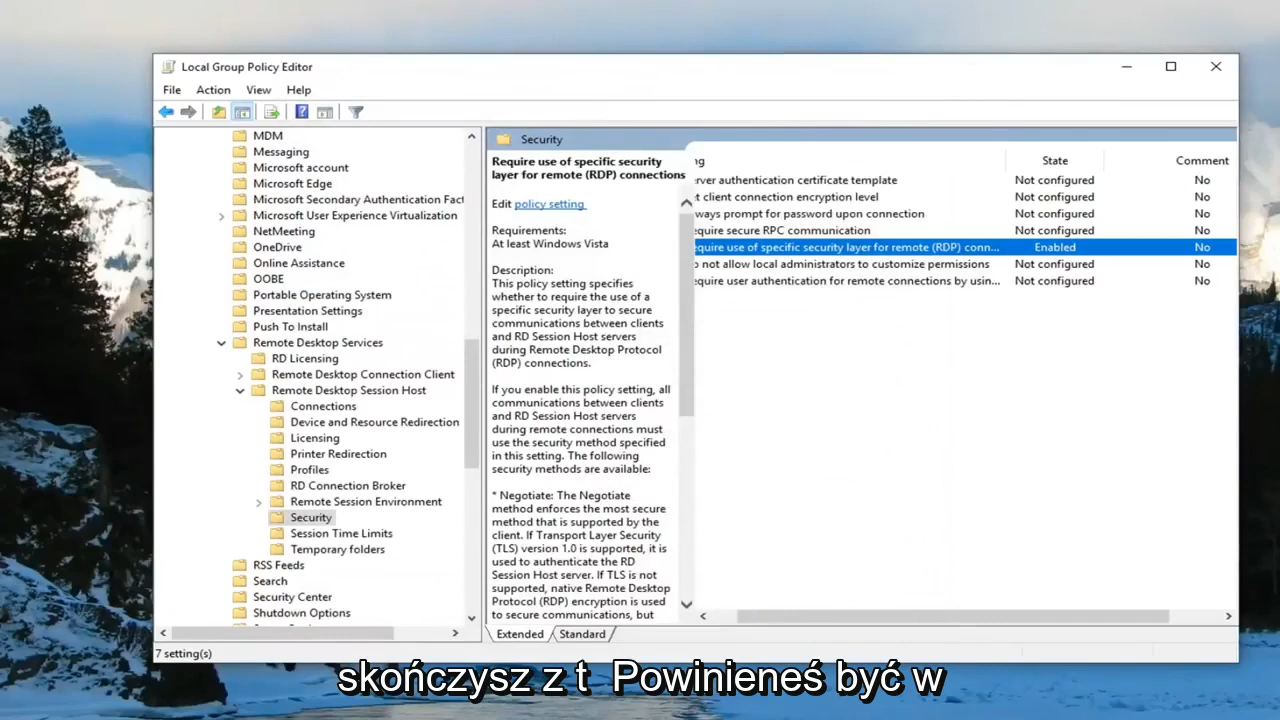 Local Group Policy Editor
File Action View Help
MDM
Messaging
Microsoft account
Microsoft Edge
Microsoft Secondary Authentication Fact
Microsoft User Experience Virtualization
NetMeeting
OneDrive
Online Assistance
OOBE
Portable Operating System
Presentation Settings
Push To Install
Remote Desktop Services
RD Licensing
Remote Desktop Connection Client
Remote Desktop Session Host
Connections
Device and Resource Redirection
Licensing
Printer Redirection
Profiles
RD Connection Broker
Remote Session Environment
Security
Session Time Limits
Temporary folders
RSS Feeds
Search
Security Center
Shutdown Options
Security
Require use of specific security
layer for remote (RDP) connections
Edit policy setting
Requirements:
At least Windows Vista
Description:
This policy setting specifies
whether to require the use of a
specific security layer to secure
communications between clients
and RD Session Host servers
during Remote Desktop Protocol
(RDP) connections.
If you enable this policy setting, all
communications between clients
and RD Session Host servers
during remote connections must
use the security method specified
in this setting. The following
security methods are available:
* Negotiate: The Negotiate
method enforces the most secure
method that is supported by the
client. If Transport Layer Security
(TLS) version 1.0 is supported, it is
used to authenticate the RD
Session Host server. If TLS is not
supported, native Remote Desktop
Protocol (RDP) encryption is used
to secure communications, but
ng State Comment
rver authentication certificate template Not configured No
t client connection encryption level Not configured No
ways prompt for password upon connection Not configured No
equire secure RPC communication Not configured No
equire use of specific security layer for remote (RDP) conn... Enabled No
o not allow local administrators to customize permissions Not configured No
equire user authentication for remote connections by usin... Not configured No
Extended Standard
7 setting(s)
skończysz z t Powinieneś być w